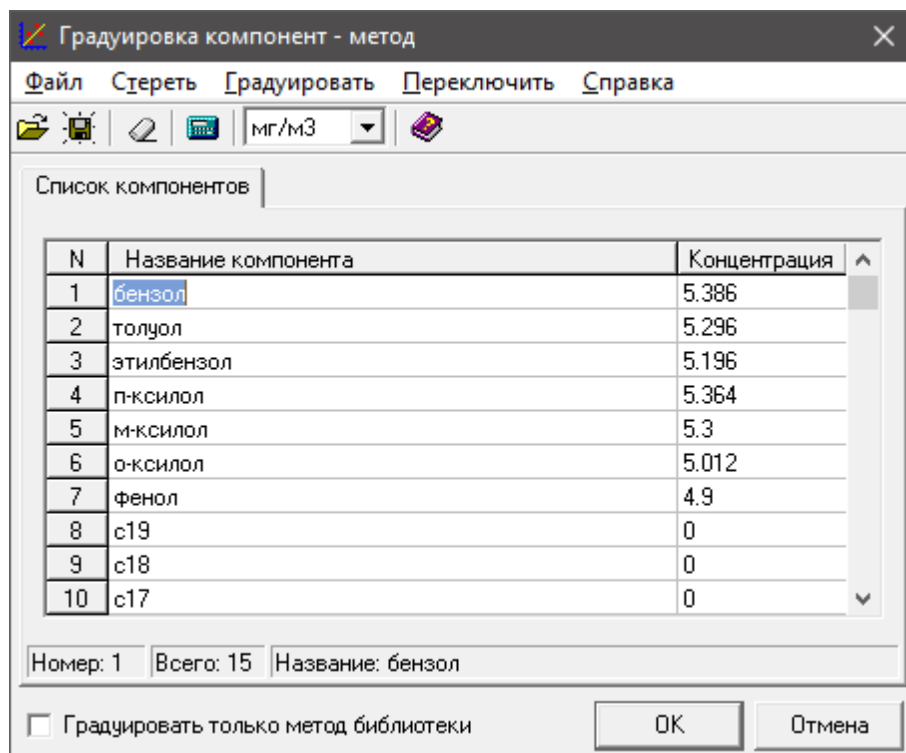 Градуировка компонент - метод
Файл Стереть Градуировать Переключить Справка
мг/м3
Список компонентов
N Название компонента Концентрация
1 бензол 5.386
2 толуол 5.296
3 этилбензол 5.196
4 п-ксилол 5.364
5 м-ксилол 5.3
6 о-ксилол 5.012
7 фенол 4.9
8 с19 0
9 с18 0
10 с17 0
Номер: 1 Всего: 15 Название: бензол
Градуировать только метод библиотеки OK Отмена